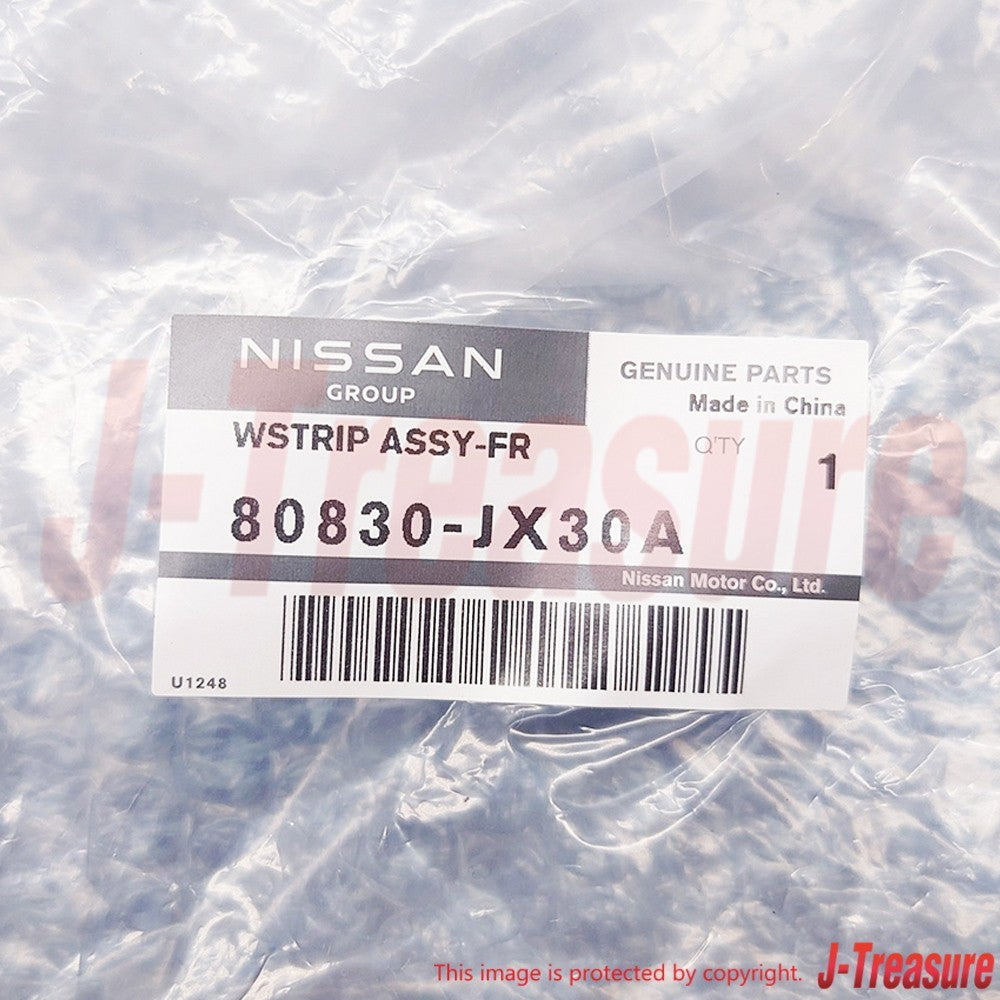 NISSAN
GROUP
GENUINE PARTS
Made in China
WSTRIP ASSY-FR
Q'TY
1
80830-JX30A
Nissan Motor Co., Ltd.
U1248
J-Treasure
This image is protected by copyright. J-Treasure